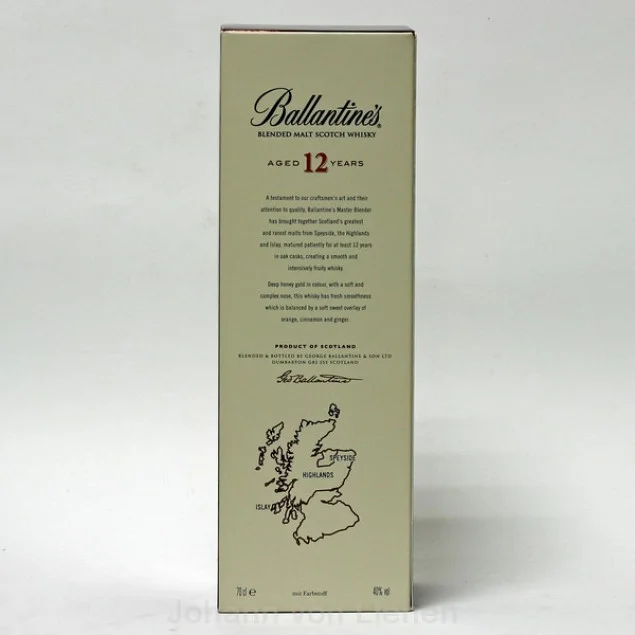 Ballantine's
BLENDED MALT SCOTCH WHISKY
AGED 12 YEARS
A testament to our craftsmen's art and their
attention to quality, Ballantine's Master Blender
has brought together Scotland's greatest
and rarest malts from Speyside, the Highlands
and Islay, matured patiently for at least 12 years
in oak casks, creating a smooth and
intensively fruity whisky.
Deep honey gold in colour, with a soft and
complex nose, this whisky has fresh smoothness
which is balanced by a soft sweet overlay of
orange, cinnamon and ginger.
PRODUCT OF SCOTLAND
BLENDED & BOTTLED BY GEORGE BALLANTINE & SON LTD
DUMBARTON G82 2SS SCOTLAND
Geo Ballantine
SPEYSIDE
HIGHLANDS
ISLAY
70cl e mit Farbstoff 40% vol
Johann von Liehen